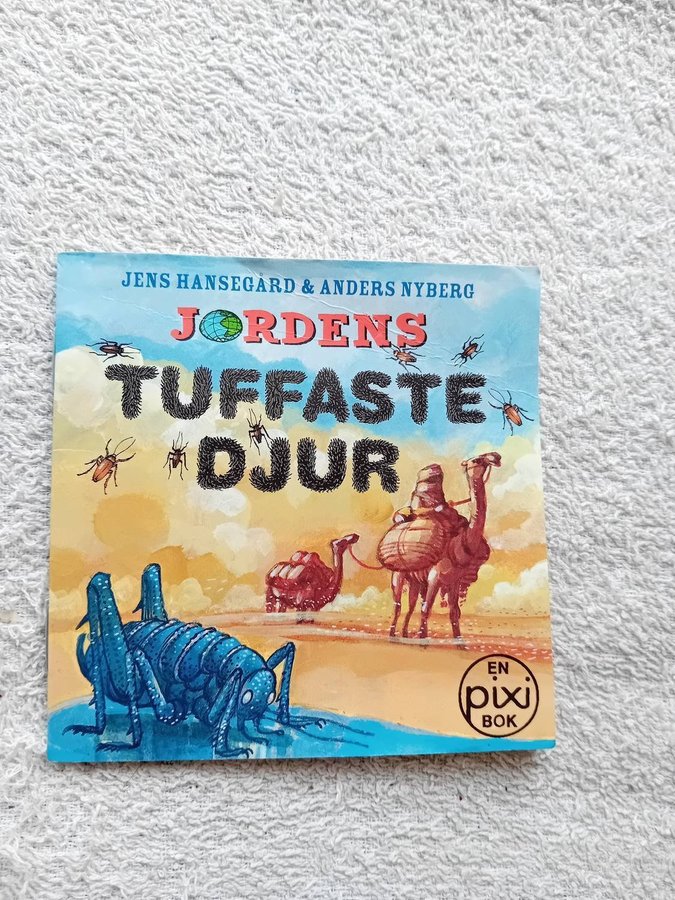 JENS HANSEGÅRD & ANDERS NYBERG
JORDENS
TUFFASTE
DJUR
EN
pixi
BOK